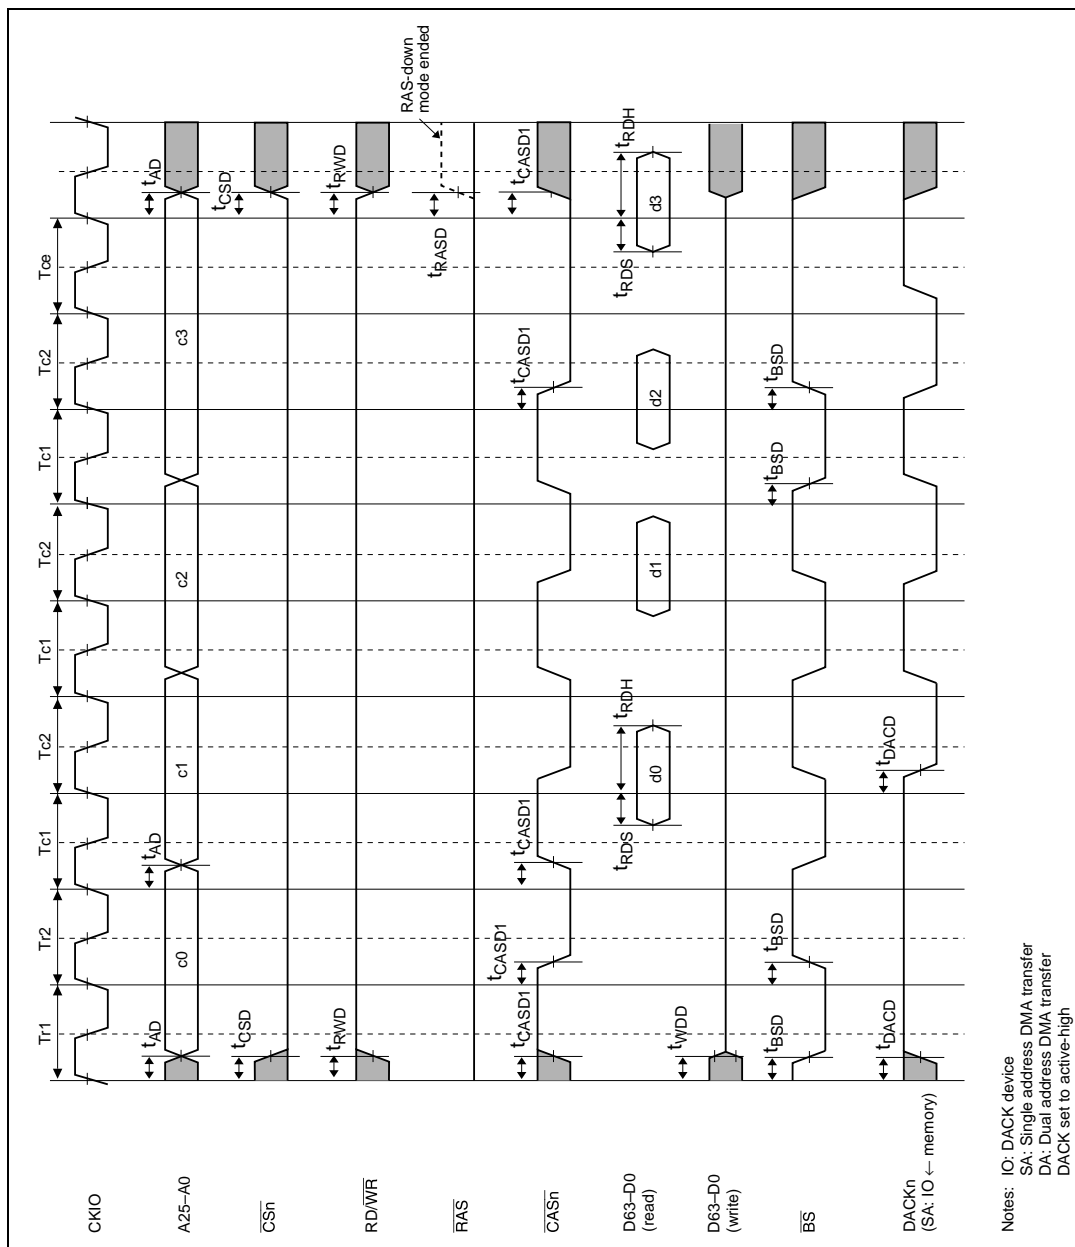 Tr1 Tr2 Tc1 Tc2 Tc1 Tc2 Tc1 Tc2 Tce
CKIO
tAD tAD tAD
A25–A0 c0 c1 c2 c3
tCSD tCSD
CSn
tRWD tRWD
RD/WR
RAS-down
mode ended
tRASD
RAS
tCASD1 tCASD1 tCASD1 tCASD1 tCASD1
CASn
tRDS tRDH tRDS tRDH
D63–D0
(read)
d0 d1 d2 d3
tWDD
D63–D0
(write)
tBSD tBSD tBSD tBSD
BS
tDACD tDACD
DACKn
(SA: IO ← memory)
Notes: IO: DACK device
SA: Single address DMA transfer
DA: Dual address DMA transfer
DACK set to active-high